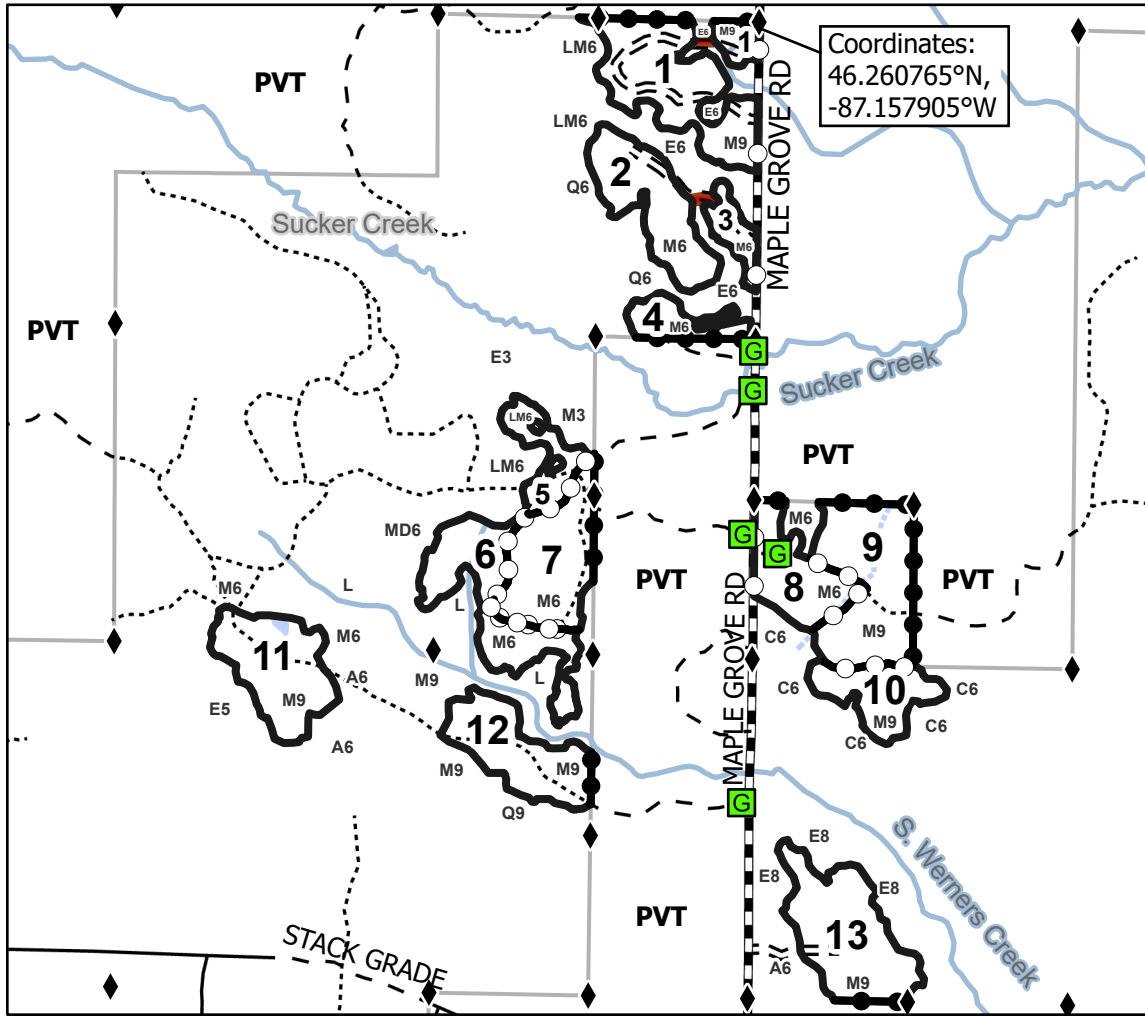 E6
M9
1
LM6
1
Coordinates:
46.260765°N,
-87.157905°W
PVT
MAPLE GROVE RD
E6
LM6
E6
M9
2
Q6
3
Sucker Creek
M6
M6
Q6
E6
4
M6
PVT
G
E3
Sucker Creek
G
LM6
M3
PVT
LM6
5
M6
MD6
6
7
G
G
9
PVT
8
PVT
M6
L
L
M6
M6
MAPLE GROVE RD
M9
M6
C6
11
M6
M9
A6
L
10
C6
C6
E5
M9
M9
C6
C6
A6
12
M9
M9
Q9
G
S. Werners Creek
E8
E8
E8
PVT
13
STACK GRADE
A6
M9